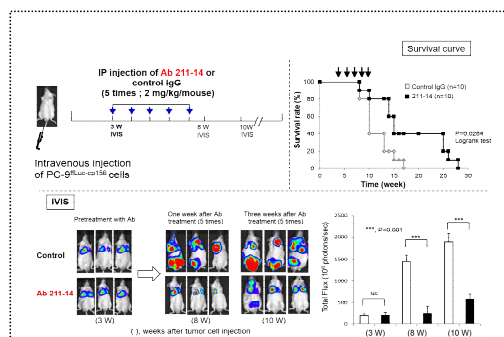 Survival curve
IP injection of Ab 211-14 or
control IgG
(5 times ; 2 mg/kg/mouse)
3 W
IVIS
8 W
IVIS
10W
IVIS
Intravenous injection
of PC-9ffLuc-cp156 cells
Survival rate (%)
100
80
60
40
20
0
Control IgG (n=10)
211-14 (n=10)
P=0.0284
Logrank test
0
5
10
15
20
25
30
Time (week)
IVIS
Pretreatment with Ab
One week after Ab
treatment (5 times)
Three weeks after Ab
treatment (5 times)
Control
Ab 211-14
(3 W)
(8 W)
(10 W)
( ), weeks after tumor cell injection
Total Flux (10⁶ photons/sec)
2500
2000
1500
1000
500
0
***, P=0.001
***
***
(3 W)
(8 W)
(10 W)